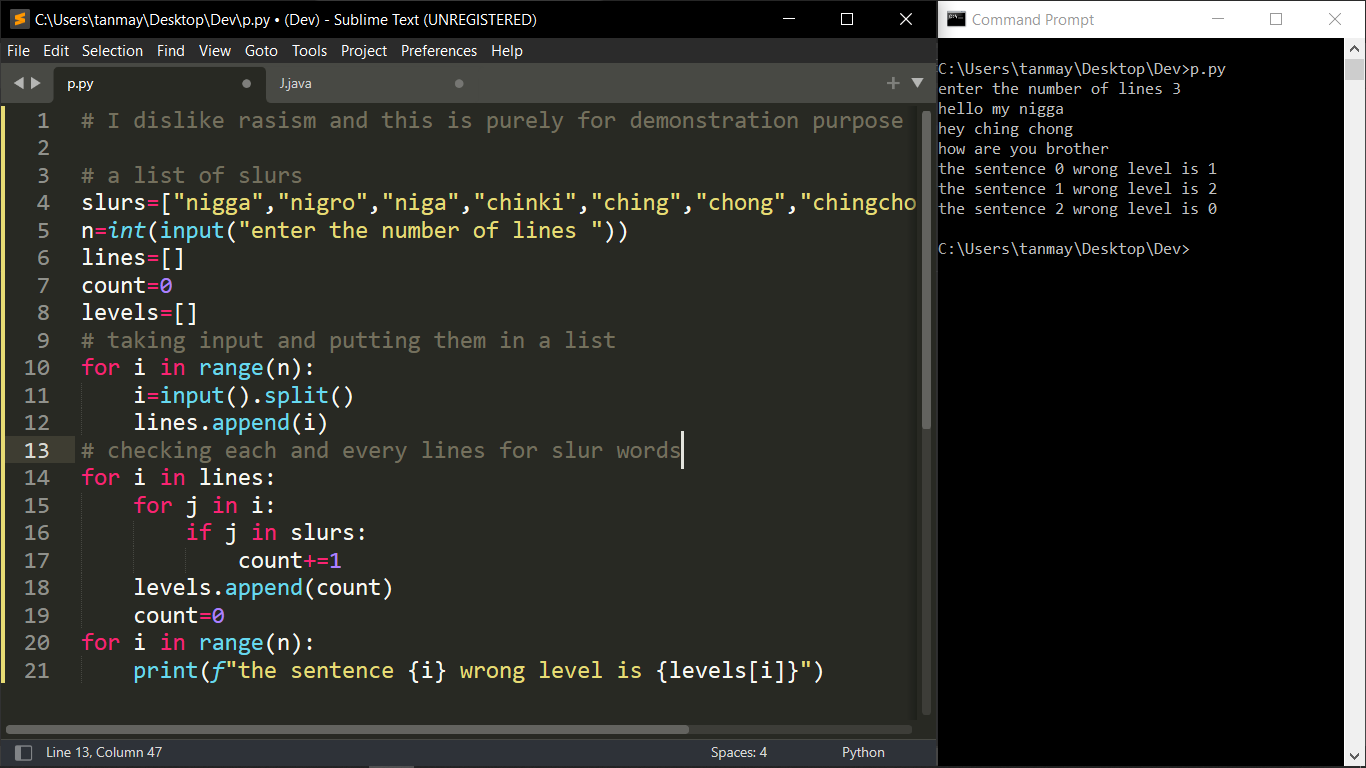 C:\Users\tanmay\Desktop\Dev\p.py • (Dev) - Sublime Text (UNREGISTERED)
File Edit Selection Find View Goto Tools Project Preferences Help
p.py J.java
1 # I dislike rasism and this is purely for demonstration purpose
2
3 # a list of slurs
4 slurs=["nigga","nigro","niga","chinki","ching","chong","chingcho
5 n=int(input("enter the number of lines "))
6 lines=[]
7 count=0
8 levels=[]
9 # taking input and putting them in a list
10 for i in range(n):
11     i=input().split()
12     lines.append(i)
13 # checking each and every lines for slur words
14 for i in lines:
15     for j in i:
16         if j in slurs:
17             count+=1
18     levels.append(count)
19     count=0
20 for i in range(n):
21     print(f"the sentence {i} wrong level is {levels[i]}")
Line 13, Column 47 Spaces: 4 Python
Command Prompt
C:\Users\tanmay\Desktop\Dev>p.py
enter the number of lines 3
hello my nigga
hey ching chong
how are you brother
the sentence 0 wrong level is 1
the sentence 1 wrong level is 2
the sentence 2 wrong level is 0
C:\Users\tanmay\Desktop\Dev>